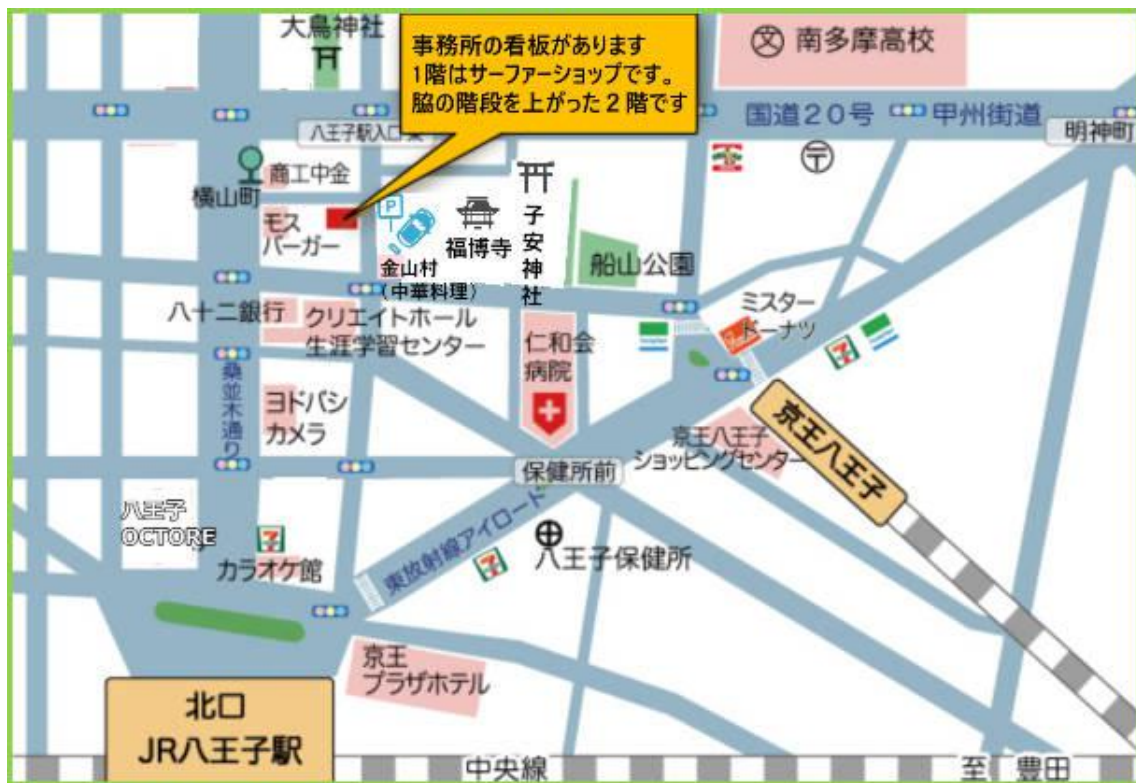 大鳥神社
事務所の看板があります
1階はサーファーショップです。
脇の階段を上がった2階です
文 南多摩高校
国道20号
甲州街道
八王子駅入口
明神町
商工中金
横山町
モス
バーガー
P
金山村
(中華料理)
福博寺
子安神社
船山公園
八十二銀行
クリエイトホール
生涯学習センター
仁和会
病院
ミスター
ドーナツ
7
桑並木通り
ヨドバシ
カメラ
京王八王子
ショッピングセンター
京王八王子
保健所前
八王子
OCTORE
7
カラオケ館
東放射線アイロード
7
八王子保健所
京王
プラザホテル
北口
JR八王子駅
中央線
至 豊田